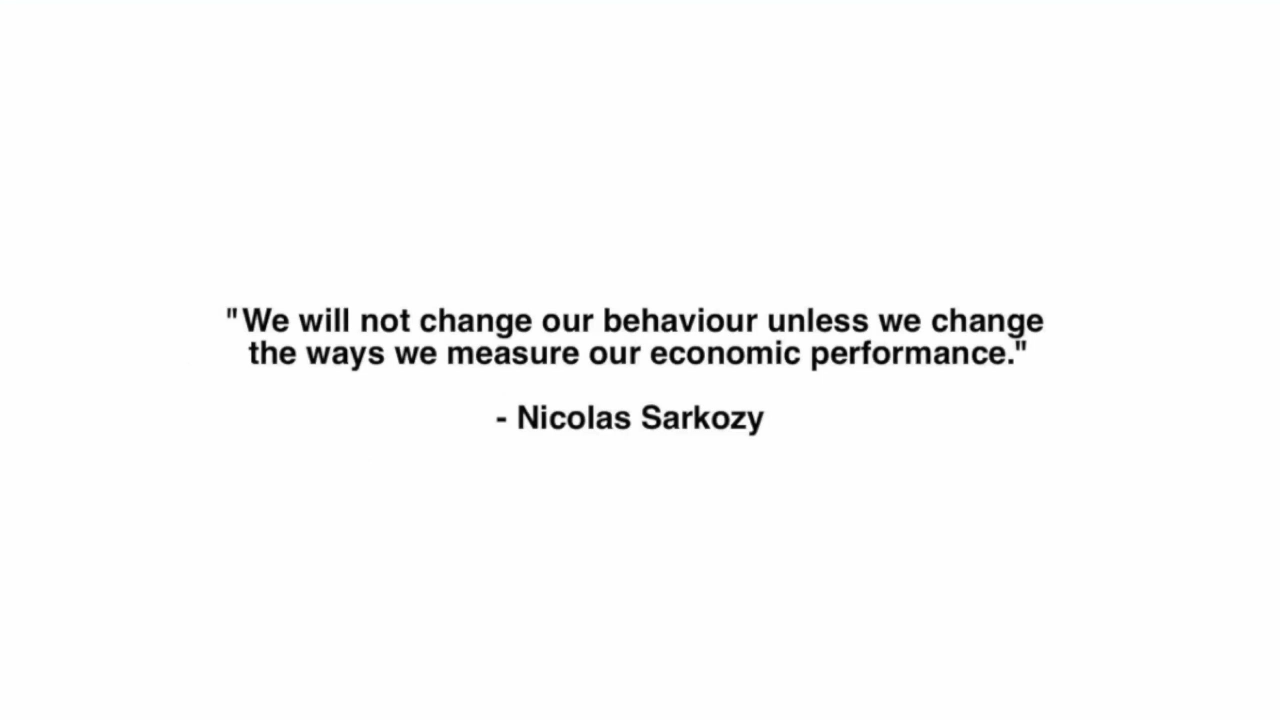 "We will not change our behaviour unless we change
the ways we measure our economic performance."
- Nicolas Sarkozy